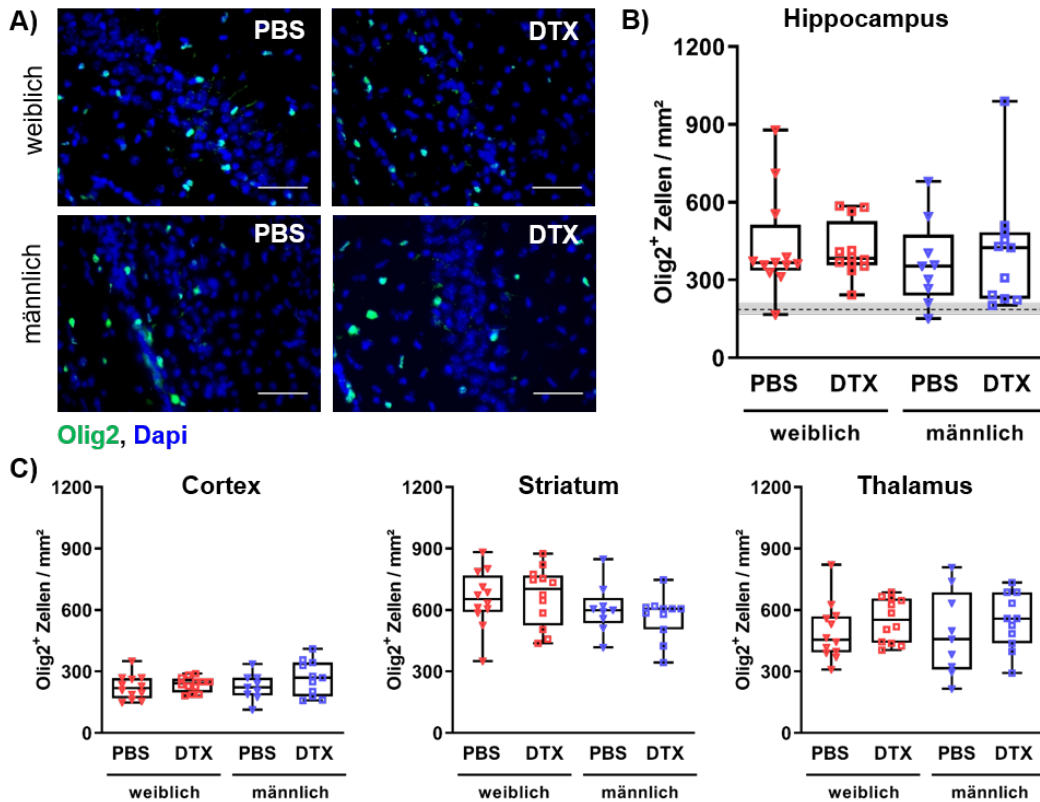 A)
PBS
DTX
weiblich
PBS
DTX
männlich
Olig2, Dapi
B)
Hippocampus
Olig2⁺ Zellen / mm²
1200
900
600
300
0
PBS DTX PBS DTX
weiblich männlich
C)
Cortex
Olig2⁺ Zellen / mm²
1200
900
600
300
0
PBS DTX PBS DTX
weiblich männlich
Striatum
Olig2⁺ Zellen / mm²
1200
900
600
300
0
PBS DTX PBS DTX
weiblich männlich
Thalamus
Olig2⁺ Zellen / mm²
1200
900
600
300
0
PBS DTX PBS DTX
weiblich männlich